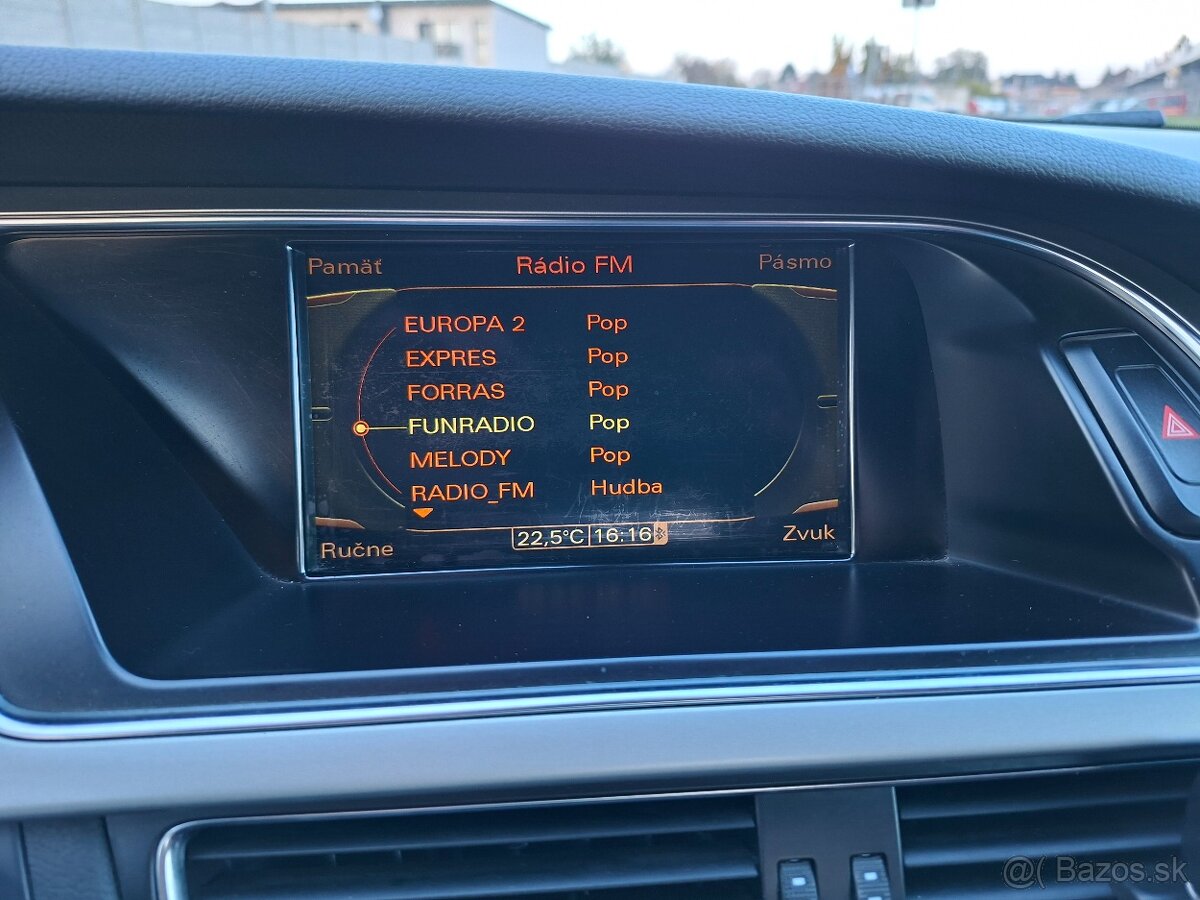 Pamäť Rádio FM Pásmo
EUROPA 2 Pop
EXPRES Pop
FORRAS Pop
FUNRADIO Pop
MELODY Pop
RADIO_FM Hudba
22,5°C 16:16
Ručne Zvuk
@( Bazos.sk